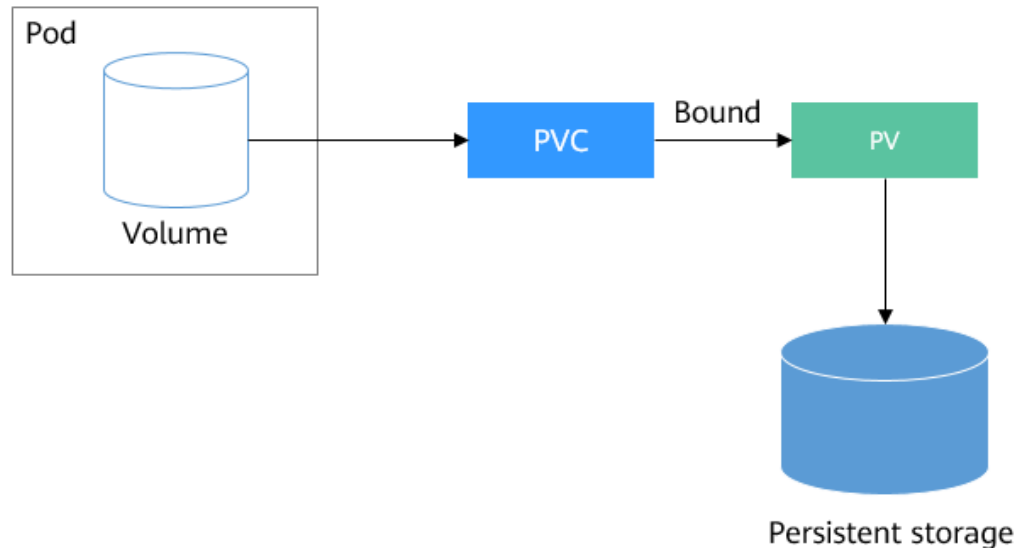 Pod
Volume
PVC
Bound
PV
Persistent storage